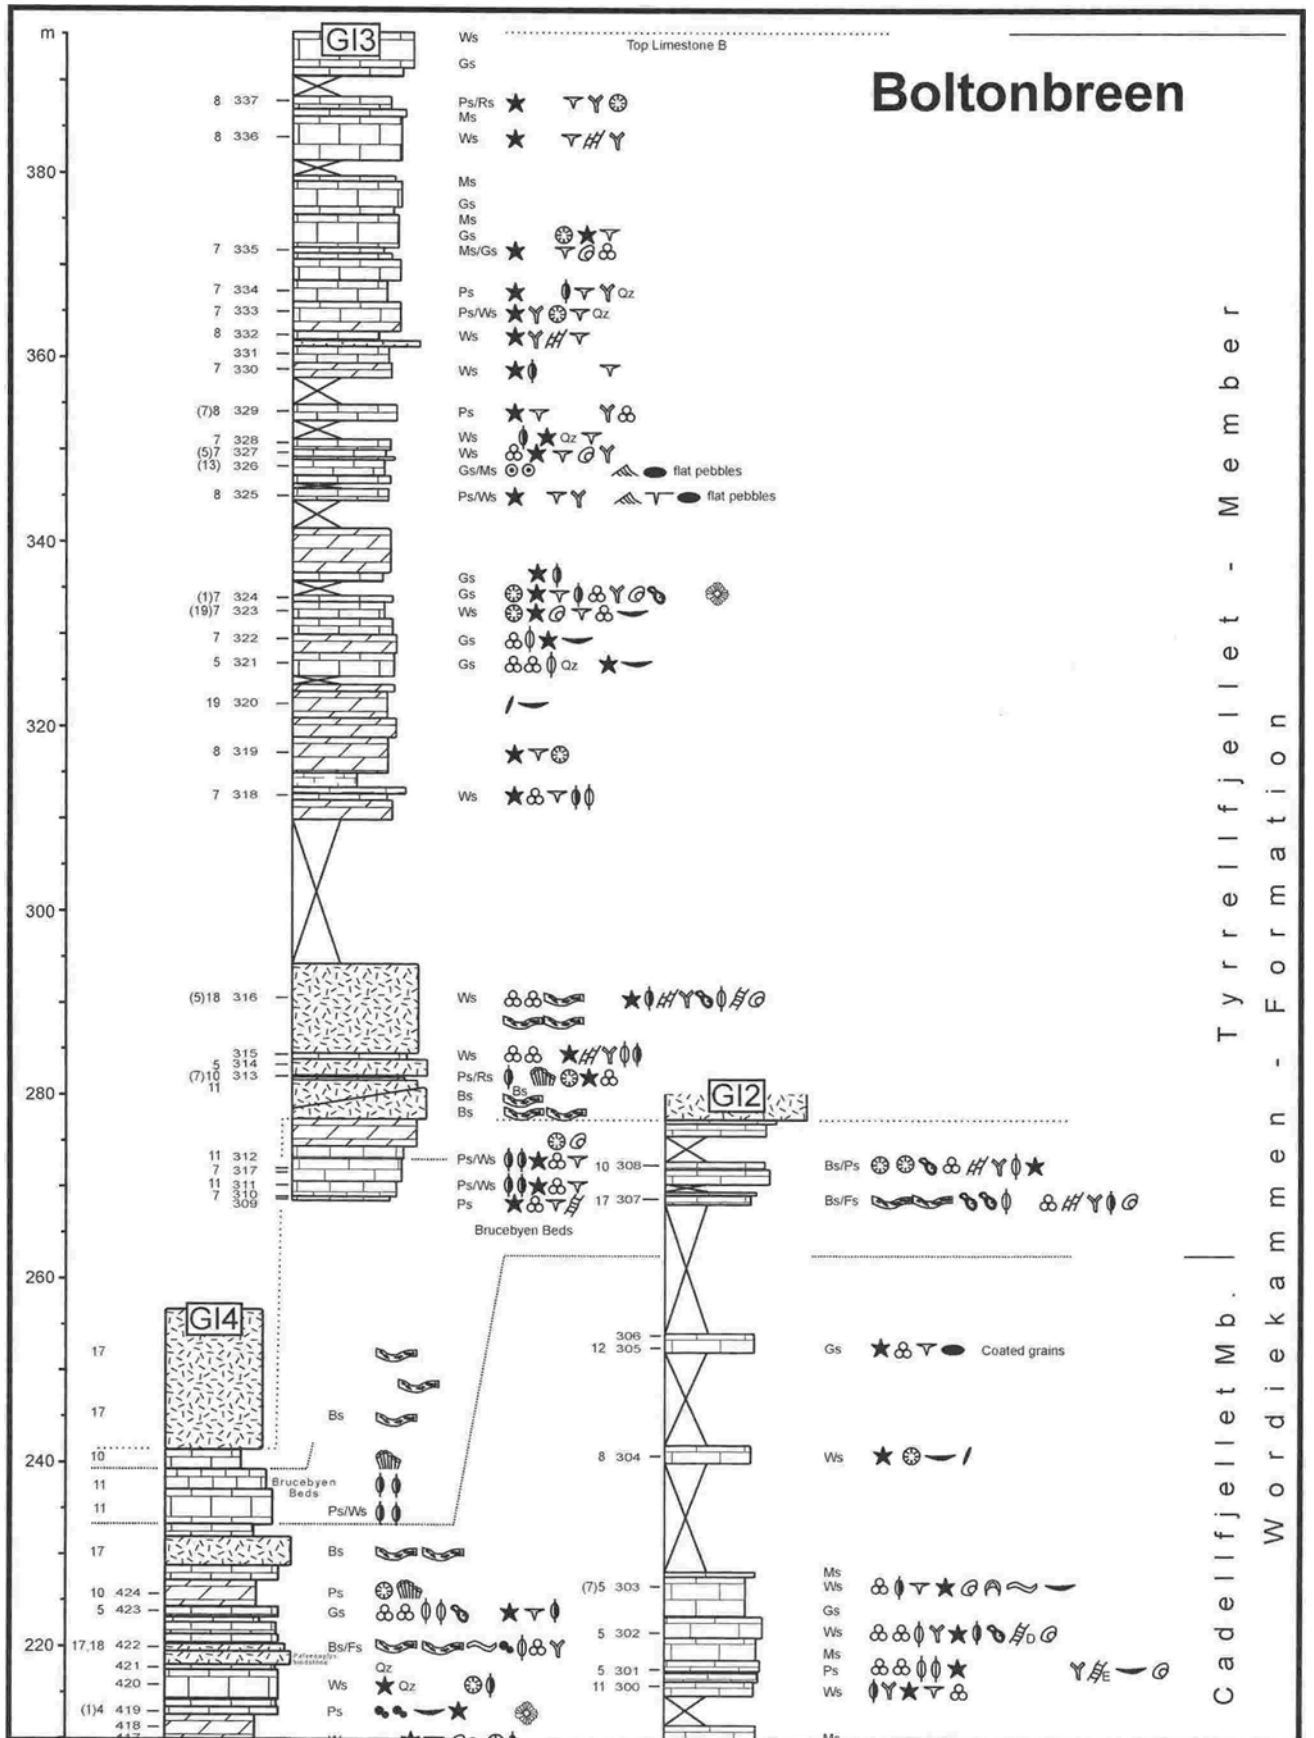 m
GI3
Ws
Top Limestone B
Gs
Boltonbreen
8 337 Ps/Rs
Ms
8 336 Ws
380
Ms
Gs
Ms
Gs
7 335 Ms/Gs
7 334 Ps Qz
7 333 Ps/Ws Qz
8 332 Ws
360 331
7 330 Ws
(7)8 329 Ps
7 328 Ws Qz
(5)7 327 Ws
(13) 326 Gs/Ms flat pebbles
8 325 Ps/Ws flat pebbles
340
Gs
(1)7 324 Gs
(19)7 323 Ws
7 322 Gs
5 321 Gs Qz
19 320
320
8 319
7 318 Ws
300
(5)18 316 Ws
315 Ws
5 314
(7)10 313 Ps/Rs
11 Bs
Bs
280
Bs
GI2
11 312 Ps/Ws
7 317
11 311 Ps/Ws
7 310
309 Ps
Brucebyen Beds
10 308 Bs/Ps
17 307 Bs/Fs
260
GI4
306
12 305 Gs Coated grains
17
17 Bs
240
10
8 304 Ws
11 Brucebyen
Beds
11 Ps/Ws
17 Bs
Ms
(7)5 303 Ws
10 424 Ps
5 423 Gs
Gs
5 302 Ws D
220
17,18 422 Bs/Fs
Ms
421 Qz
5 301 Ps E
420 Ws Qz
11 300 Ws
(1)4 419 Ps
418
Tyrrellfjellet - Member
Cadellfjellet Mb.
Wordiekammen - Formation